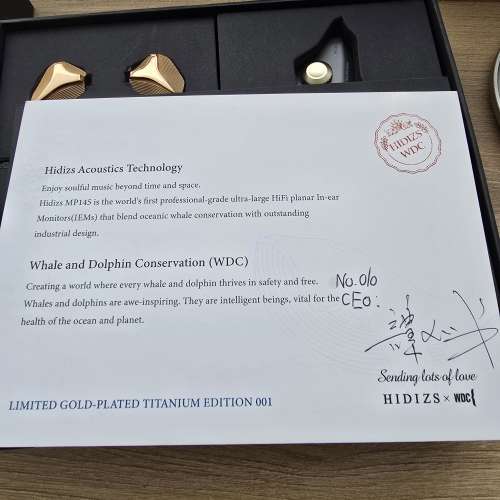 HIDIZS
WDC
Hidizs Acoustics Technology
Enjoy soulful music beyond time and space.
Hidizs MP145 is the world's first professional-grade ultra-large HiFi planar In-ear
Monitors(IEMs) that blend oceanic whale conservation with outstanding
industrial design.
Whale and Dolphin Conservation (WDC)
Creating a world where every whale and dolphin thrives in safety and free.
Whales and dolphins are awe-inspiring. They are intelligent beings, vital for the
health of the ocean and planet.
No.010
CEO:
Sending lots of love
HIDIZS × WDC
LIMITED GOLD-PLATED TITANIUM EDITION 001